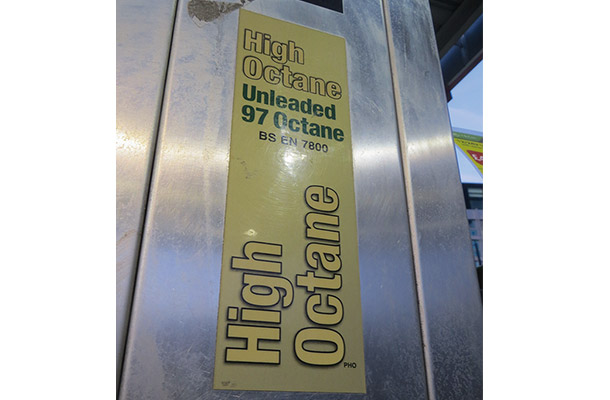 High
Octane
Unleaded
97 Octane
BS EN 7800
High
Octane
PHO